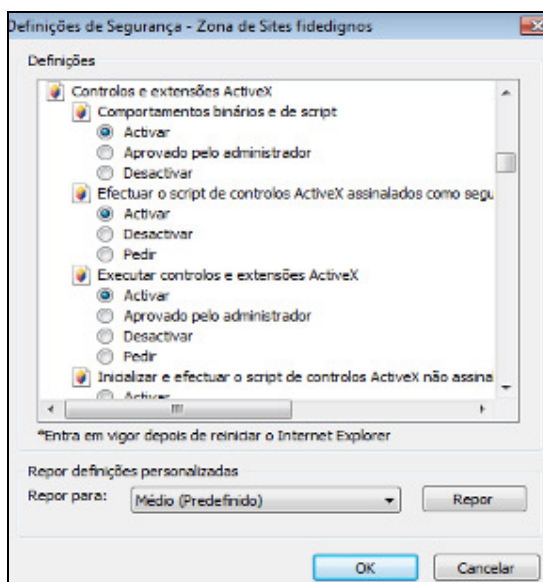 Definições de Segurança - Zona de Sites fidedignos
Definições
Controlos e extensões ActiveX
Comportamentos binários e de script
Activar
Aprovado pelo administrador
Desactivar
Efectuar o script de controlos ActiveX assinalados como segu
Activar
Desactivar
Pedir
Executar controlos e extensões ActiveX
Activar
Aprovado pelo administrador
Desactivar
Pedir
Inicializar e efectuar o script de controlos ActiveX não assina
Activar
*Entra em vigor depois de reiniciar o Internet Explorer
Repor definições personalizadas
Repor para: Médio (Predefinido) Repor
OK Cancelar